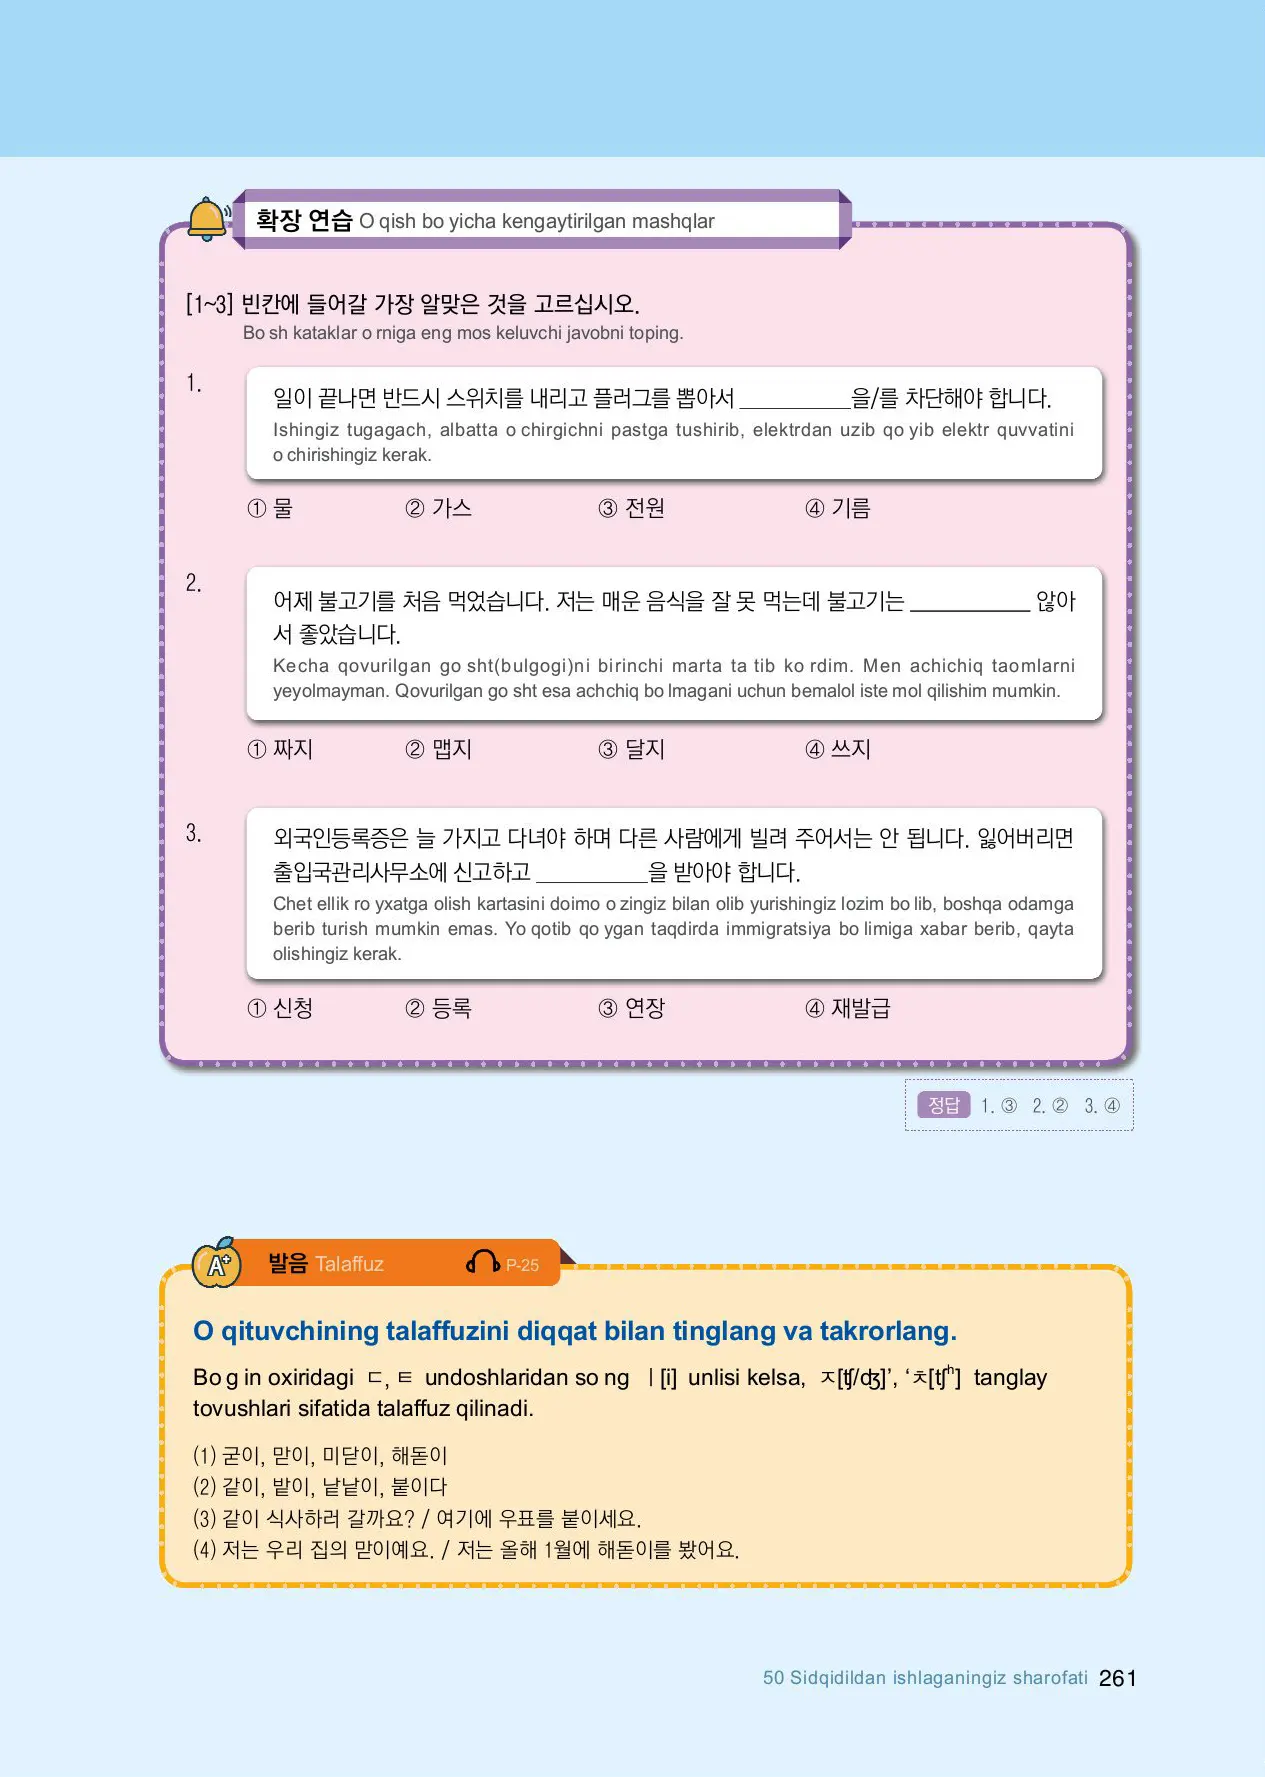 확장 연습 O qish bo yicha kengaytirilgan mashqlar
[1~3] 빈칸에 들어갈 가장 알맞은 것을 고르십시오.
Bo sh kataklar o rniga eng mos keluvchi javobni toping.
1.
일이 끝나면 반드시 스위치를 내리고 플러그를 뽑아서 __________을/를 차단해야 합니다.
Ishingiz tugagach, albatta o chirgichni pastga tushirib, elektrdan uzib qo yib elektr quvvatini
o chirishingiz kerak.
① 물 ② 가스 ③ 전원 ④ 기름
2.
어제 불고기를 처음 먹었습니다. 저는 매운 음식을 잘 못 먹는데 불고기는 __________ 않아
서 좋았습니다.
Kecha qovurilgan go sht(bulgogi)ni birinchi marta ta tib ko rdim. Men achichiq taomlarni
yeyolmayman. Qovurilgan go sht esa achchiq bo lmagani uchun bemalol iste mol qilishim mumkin.
① 짜지 ② 맵지 ③ 달지 ④ 쓰지
3.
외국인등록증은 늘 가지고 다녀야 하며 다른 사람에게 빌려 주어서는 안 됩니다. 잃어버리면
출입국관리사무소에 신고하고 __________을 받아야 합니다.
Chet ellik ro yxatga olish kartasini doimo o zingiz bilan olib yurishingiz lozim bo lib, boshqa odamga
berib turish mumkin emas. Yo qotib qo ygan taqdirda immigratsiya bo limiga xabar berib, qayta
olishingiz kerak.
① 신청 ② 등록 ③ 연장 ④ 재발급
정답 1. ③ 2. ② 3. ④
A+ 발음 Talaffuz P-25
O qituvchining talaffuzini diqqat bilan tinglang va takrorlang.
Bo g in oxiridagi ㄷ, ㅌ undoshlaridan so ng ㅣ[i] unlisi kelsa, ㅈ[ʧ/ʤ]’, ‘ㅊ[ʧʰ] tanglay
tovushlari sifatida talaffuz qilinadi.
(1) 굳이, 맏이, 미닫이, 해돋이
(2) 같이, 밭이, 낱낱이, 붙이다
(3) 같이 식사하러 갈까요? / 여기에 우표를 붙이세요.
(4) 저는 우리 집의 맏이예요. / 저는 올해 1월에 해돋이를 봤어요.
50 Sidqidildan ishlaganingiz sharofati 261